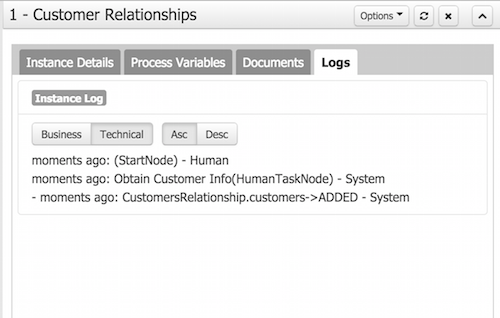 1 - Customer Relationships Options
Instance Details Process Variables Documents Logs
Instance Log
Business Technical Asc Desc
moments ago: (StartNode) - Human
moments ago: Obtain Customer Info(HumanTaskNode) - System
- moments ago: CustomersRelationship.customers->ADDED - System